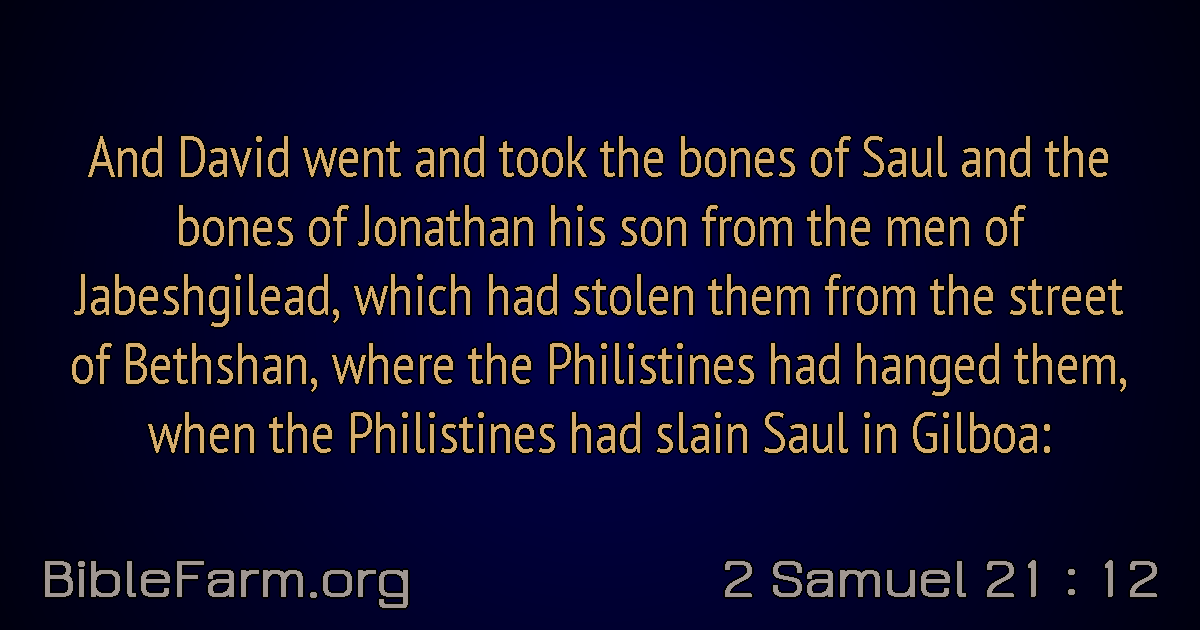 And David went and took the bones of Saul and the
bones of Jonathan his son from the men of
Jabeshgilead, which had stolen them from the street
of Bethshan, where the Philistines had hanged them,
when the Philistines had slain Saul in Gilboa:
BibleFarm.org
2 Samuel 21 : 12